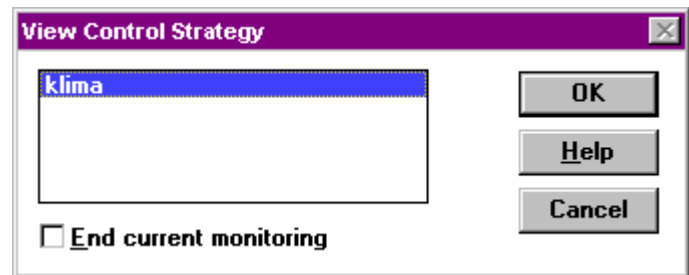 View Control Strategy
klima
OK
Help
Cancel
End current monitoring